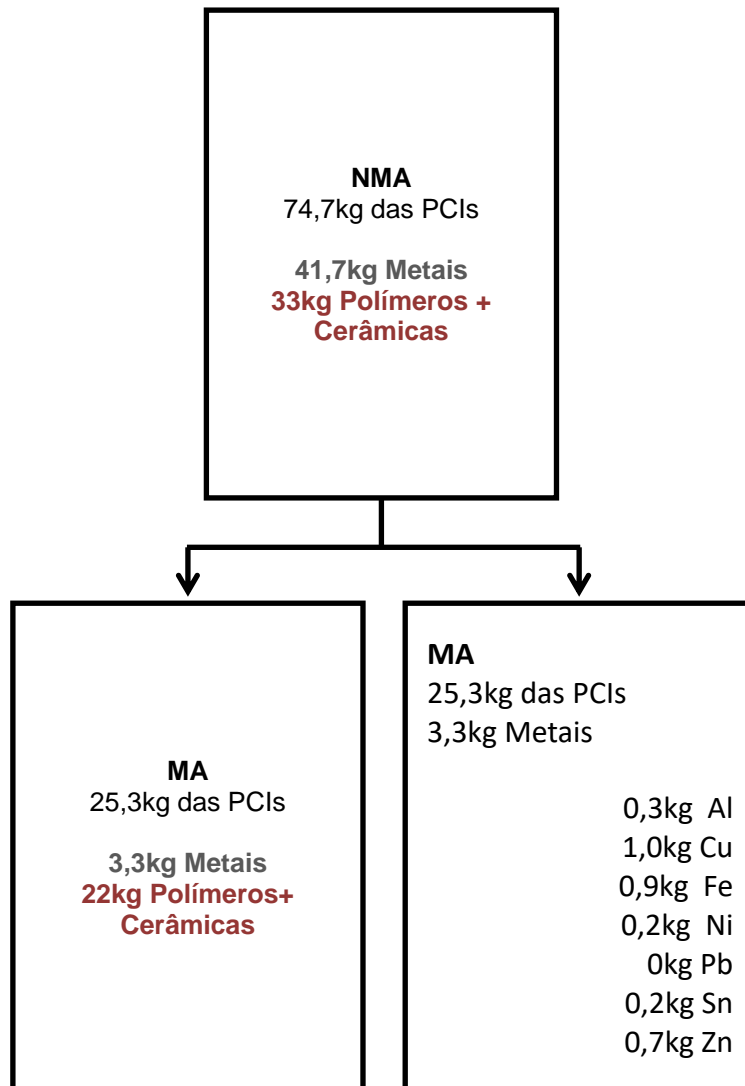 NMA
74,7kg das PCIs
41,7kg Metais
33kg Polímeros +
Cerâmicas
MA
25,3kg das PCIs
3,3kg Metais
22kg Polímeros+
Cerâmicas
MA
25,3kg das PCIs
3,3kg Metais
0,3kg Al
1,0kg Cu
0,9kg Fe
0,2kg Ni
0kg Pb
0,2kg Sn
0,7kg Zn